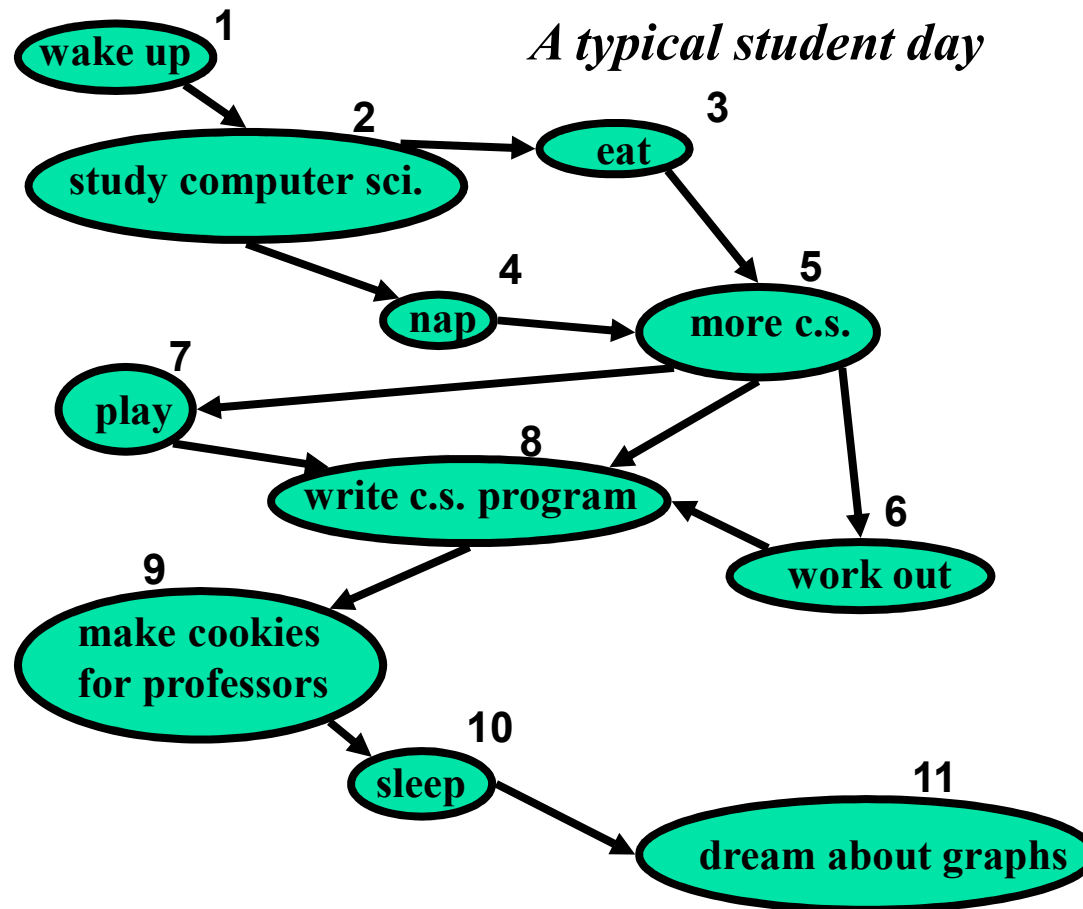 A typical student day
1
wake up
2
study computer sci.
3
eat
4
nap
5
more c.s.
7
play
8
write c.s. program
6
work out
9
make cookies
for professors
10
sleep
11
dream about graphs